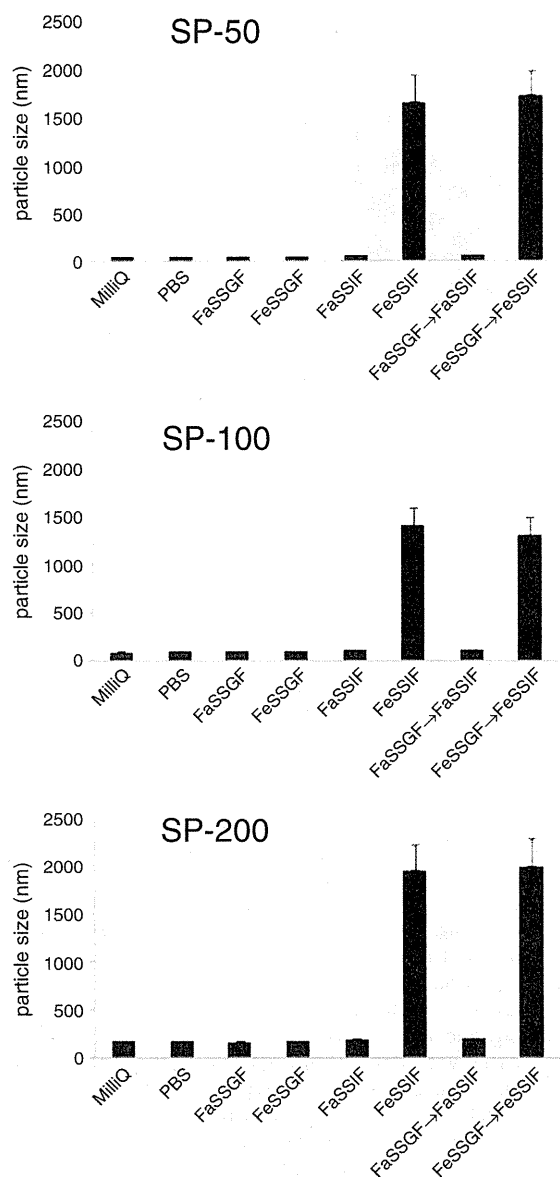 SP-50
particle size (nm)
2500
2000
1500
1000
500
0
MilliQ
PBS
FaSSGF
FeSSGF
FaSSIF
FeSSIF
FaSSGF→FaSSIF
FeSSGF→FeSSIF
SP-100
particle size (nm)
2500
2000
1500
1000
500
0
MilliQ
PBS
FaSSGF
FeSSGF
FaSSIF
FeSSIF
FaSSGF→FaSSIF
FeSSGF→FeSSIF
SP-200
particle size (nm)
2500
2000
1500
1000
500
0
MilliQ
PBS
FaSSGF
FeSSGF
FaSSIF
FeSSIF
FaSSGF→FaSSIF
FeSSGF→FeSSIF